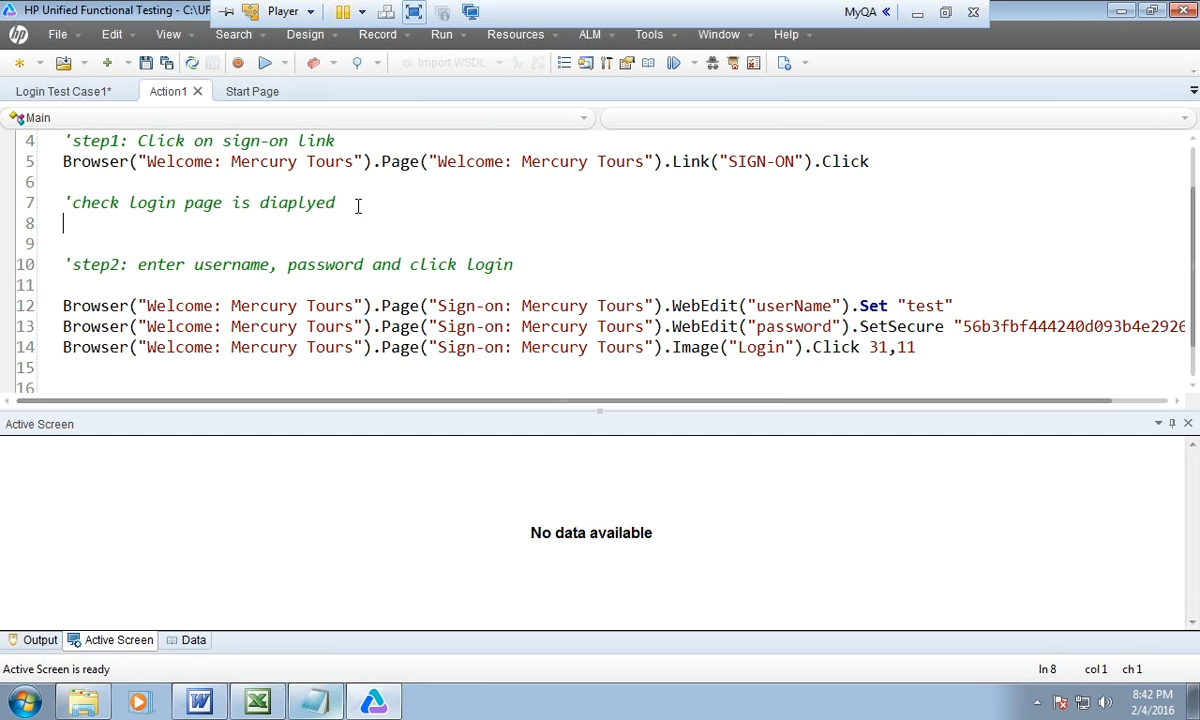 HP Unified Functional Testing - C:\UF
Player
MyQA
hp
File Edit View Search Design Record Run Resources ALM Tools Window Help
Import WSDL
Login Test Case1* Action1 Start Page
Main
4 'step1: Click on sign-on link
5 Browser("Welcome: Mercury Tours").Page("Welcome: Mercury Tours").Link("SIGN-ON").Click
6
7 'check login page is diaplyed
8
9
10 'step2: enter username, password and click login
11
12 Browser("Welcome: Mercury Tours").Page("Sign-on: Mercury Tours").WebEdit("userName").Set "test"
13 Browser("Welcome: Mercury Tours").Page("Sign-on: Mercury Tours").WebEdit("password").SetSecure "56b3fbf444240d093b4e2926
14 Browser("Welcome: Mercury Tours").Page("Sign-on: Mercury Tours").Image("Login").Click 31,11
15
16
Active Screen
No data available
Output Active Screen Data
Active Screen is ready
ln 8 col 1 ch 1
8:42 PM
2/4/2016